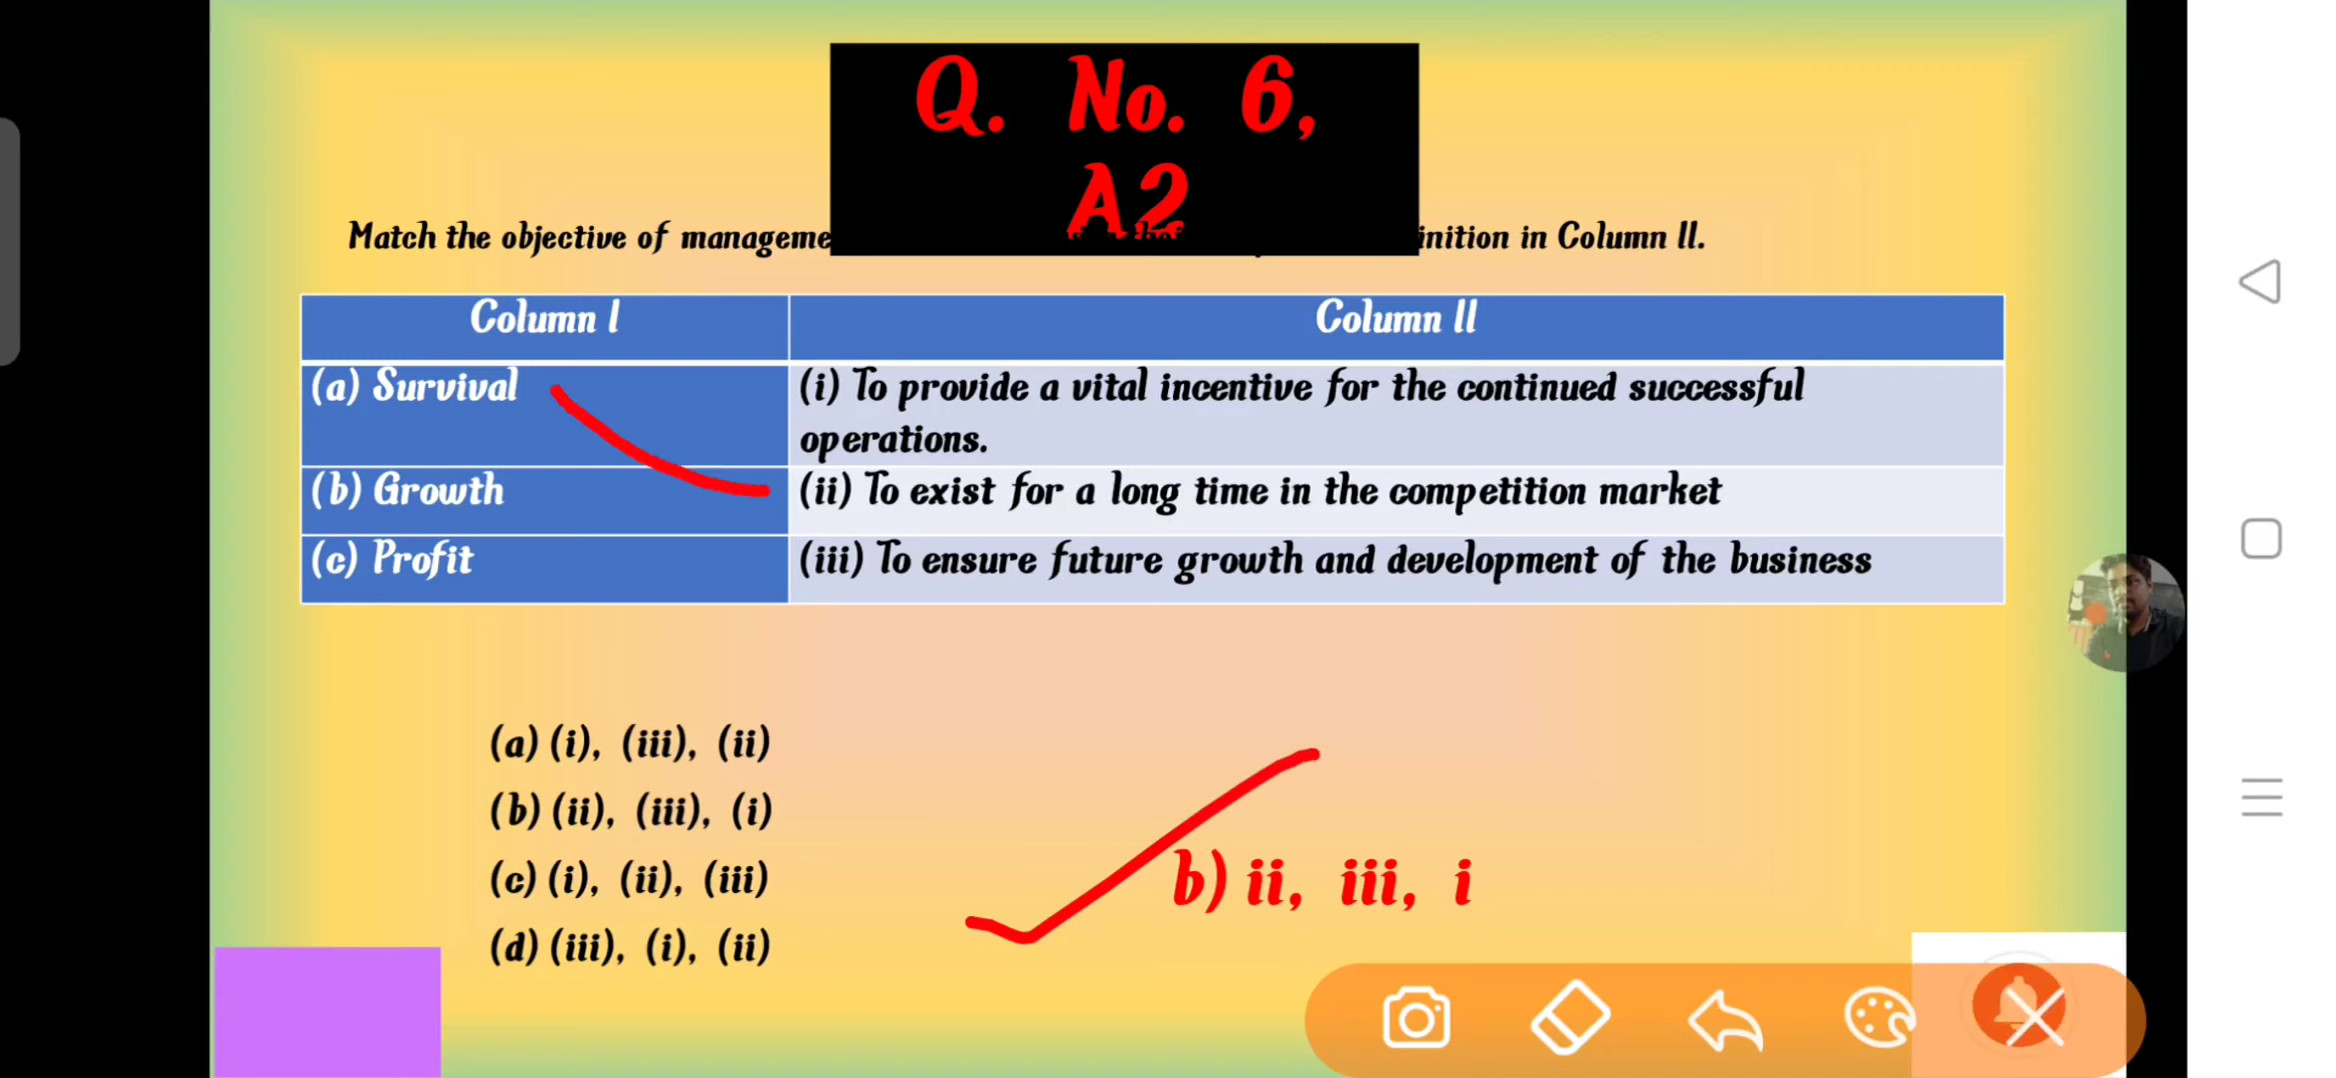 Q. No. 6,
A2
Match the objective of manageme inition in Column II.
Column I Column II
(a) Survival (i) To provide a vital incentive for the continued successful
operations.
(b) Growth (ii) To exist for a long time in the competition market
(c) Profit (iii) To ensure future growth and development of the business
(a) (i), (iii), (ii)
(b) (ii), (iii), (i)
(c) (i), (ii), (iii)
(d) (iii), (i), (ii)
b) ii, iii, i